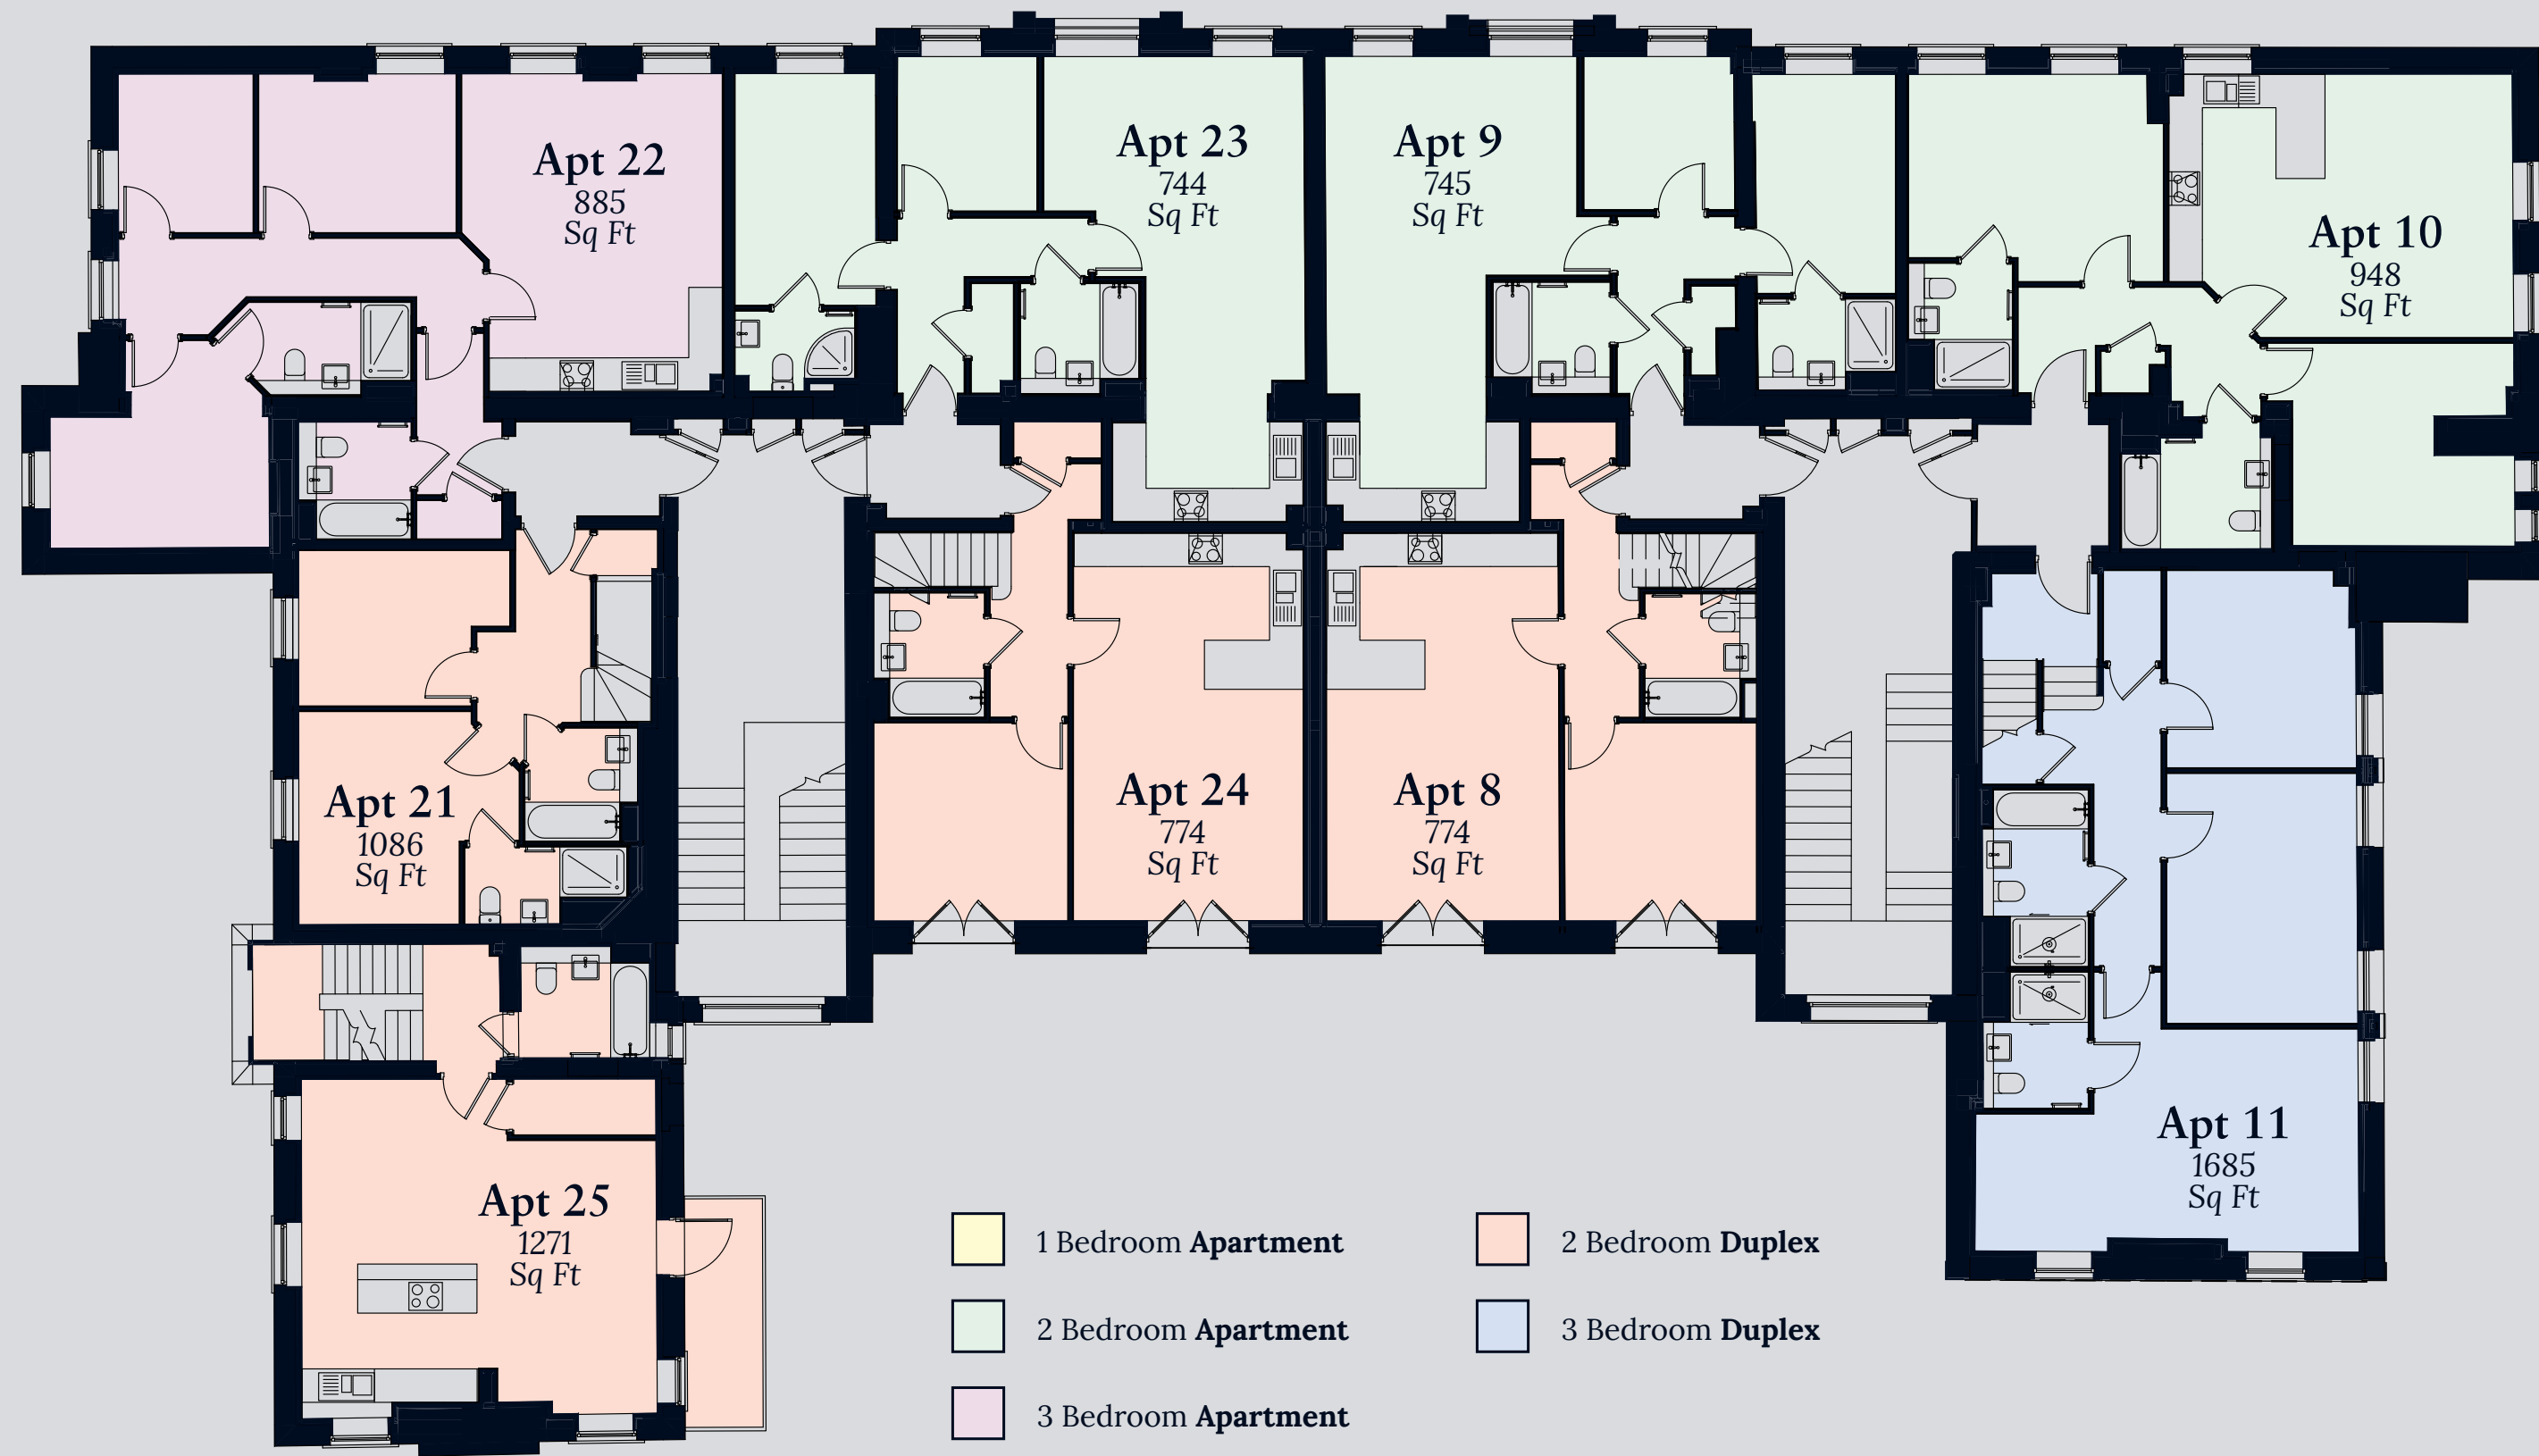 Apt 22
885
Sq Ft
Apt 23
744
Sq Ft
Apt 9
745
Sq Ft
Apt 10
948
Sq Ft
Apt 21
1086
Sq Ft
Apt 24
774
Sq Ft
Apt 8
774
Sq Ft
Apt 11
1685
Sq Ft
Apt 25
1271
Sq Ft
1 Bedroom Apartment
2 Bedroom Apartment
3 Bedroom Apartment
2 Bedroom Duplex
3 Bedroom Duplex